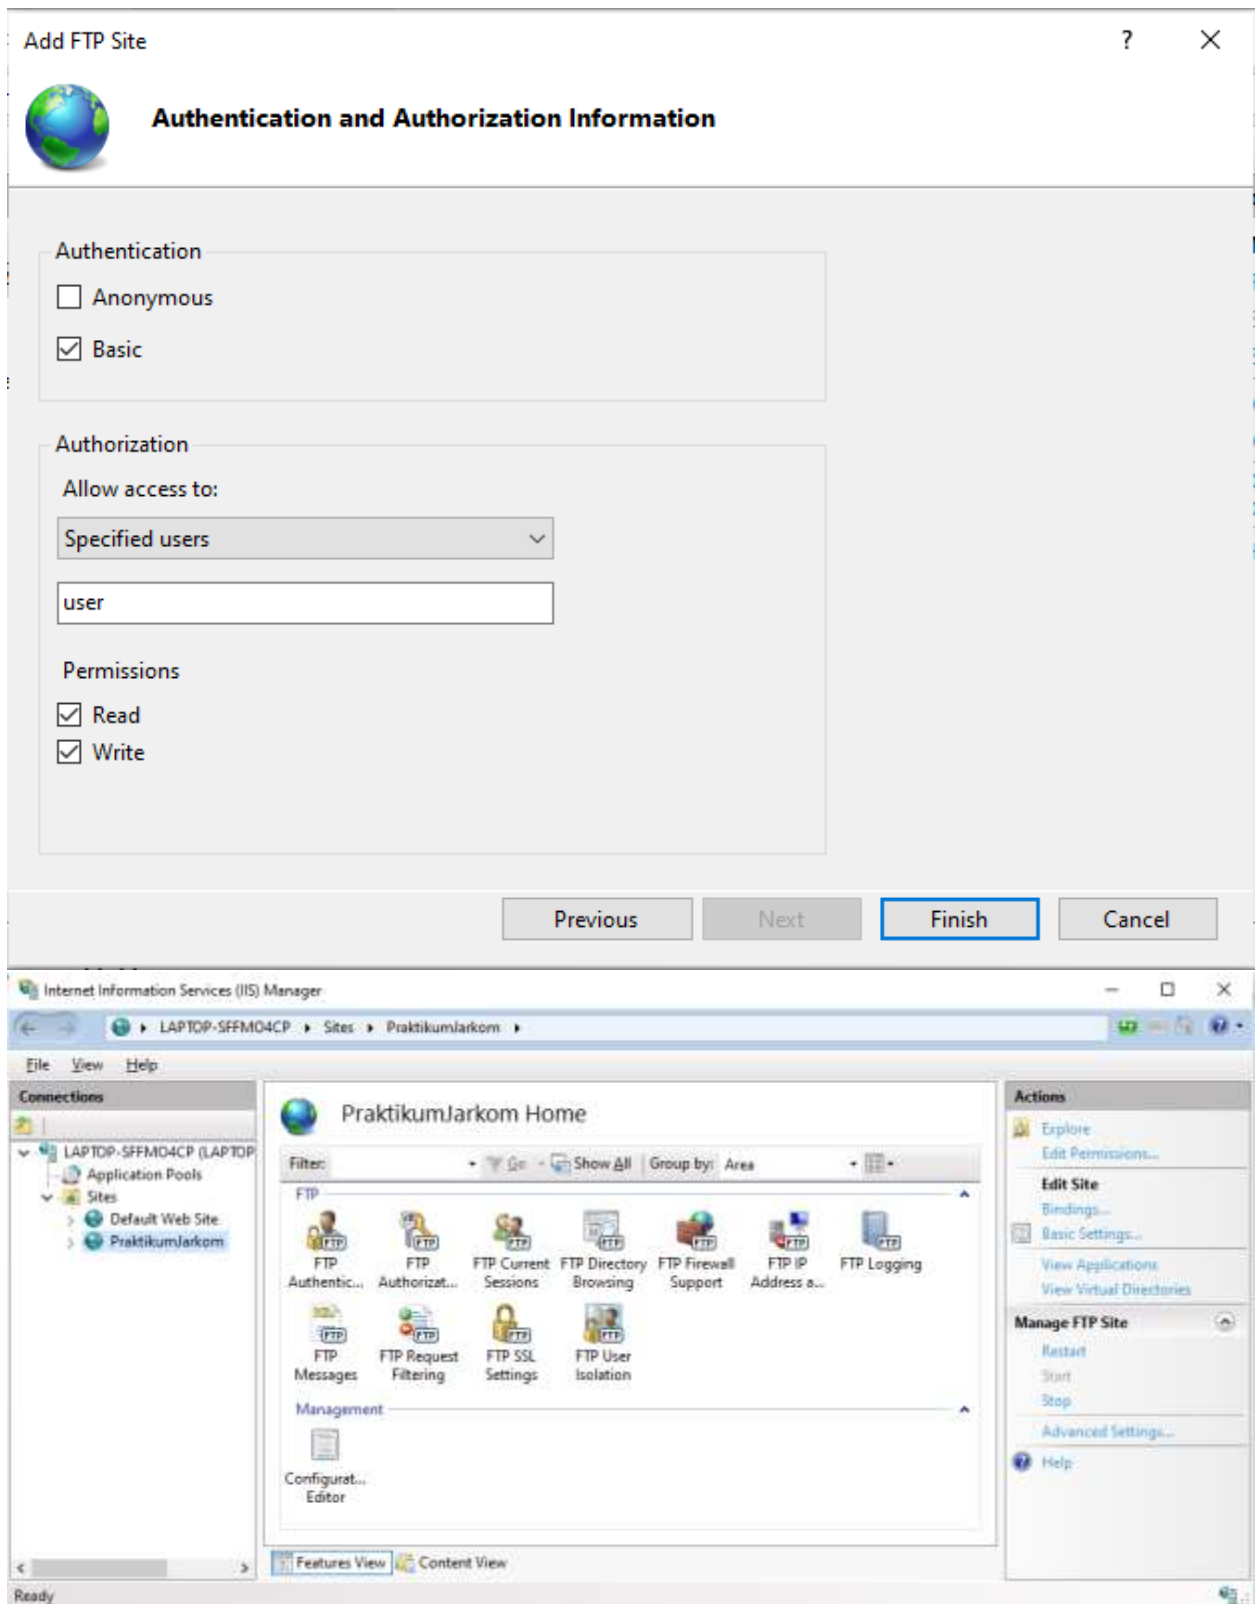 Add FTP Site
?
Authentication and Authorization Information
Authentication
Anonymous
Basic
Authorization
Allow access to:
Specified users
user
Permissions
Read
Write
Previous
Next
Finish
Cancel
Internet Information Services (IIS) Manager
LAPTOP-SFFMO4CP
Sites
PraktikumJarkom
File View Help
Connections
LAPTOP-SFFMO4CP (LAPTOP
Application Pools
Sites
Default Web Site
PraktikumJarkom
PraktikumJarkom Home
Filter: Go Show All Group by: Area
FTP
FTP Authentic...
FTP Authorizat...
FTP Current Sessions
FTP Directory Browsing
FTP Firewall Support
FTP IP Address a...
FTP Logging
FTP Messages
FTP Request Filtering
FTP SSL Settings
FTP User Isolation
Management
Configurat... Editor
Features View
Content View
Actions
Explore
Edit Permissions...
Edit Site
Bindings...
Basic Settings...
View Applications
View Virtual Directories
Manage FTP Site
Restart
Start
Stop
Advanced Settings...
Help
Ready